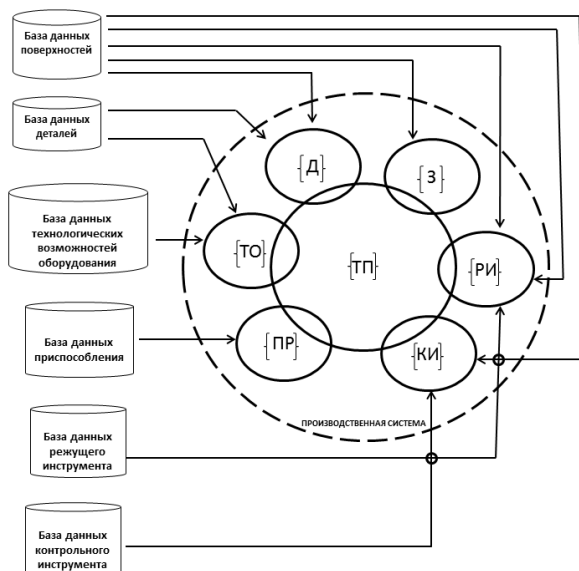 База данных
поверхностей
База данных
деталей
База данных
технологических
возможностей
оборудования
База данных
приспособления
База данных
режущего
инструмента
База данных
контрольного
инструмента
{Д}
{З}
{ТО}
{ТП}
{РИ}
{ПР}
{КИ}
ПРОИЗВОДСТВЕННАЯ СИСТЕМА